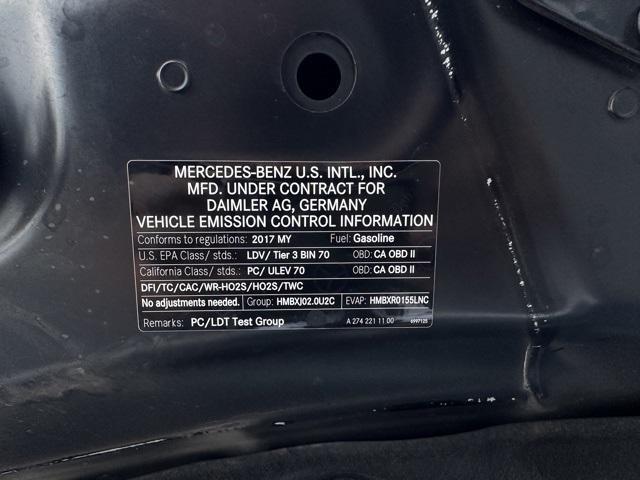 MERCEDES-BENZ U.S. INTL., INC.
MFD. UNDER CONTRACT FOR
DAIMLER AG, GERMANY
VEHICLE EMISSION CONTROL INFORMATION
Conforms to regulations: 2017 MY Fuel: Gasoline
U.S. EPA Class/ stds.: LDV/ Tier 3 BIN 70 OBD: CA OBD II
California Class/ stds.: PC/ ULEV 70 OBD: CA OBD II
DFI/TC/CAC/WR-HO2S/HO2S/TWC
No adjustments needed. Group: HMBXJ02.0U2C EVAP: HMBXR0155LNC
Remarks: PC/LDT Test Group A 274 221 11 00 6997125